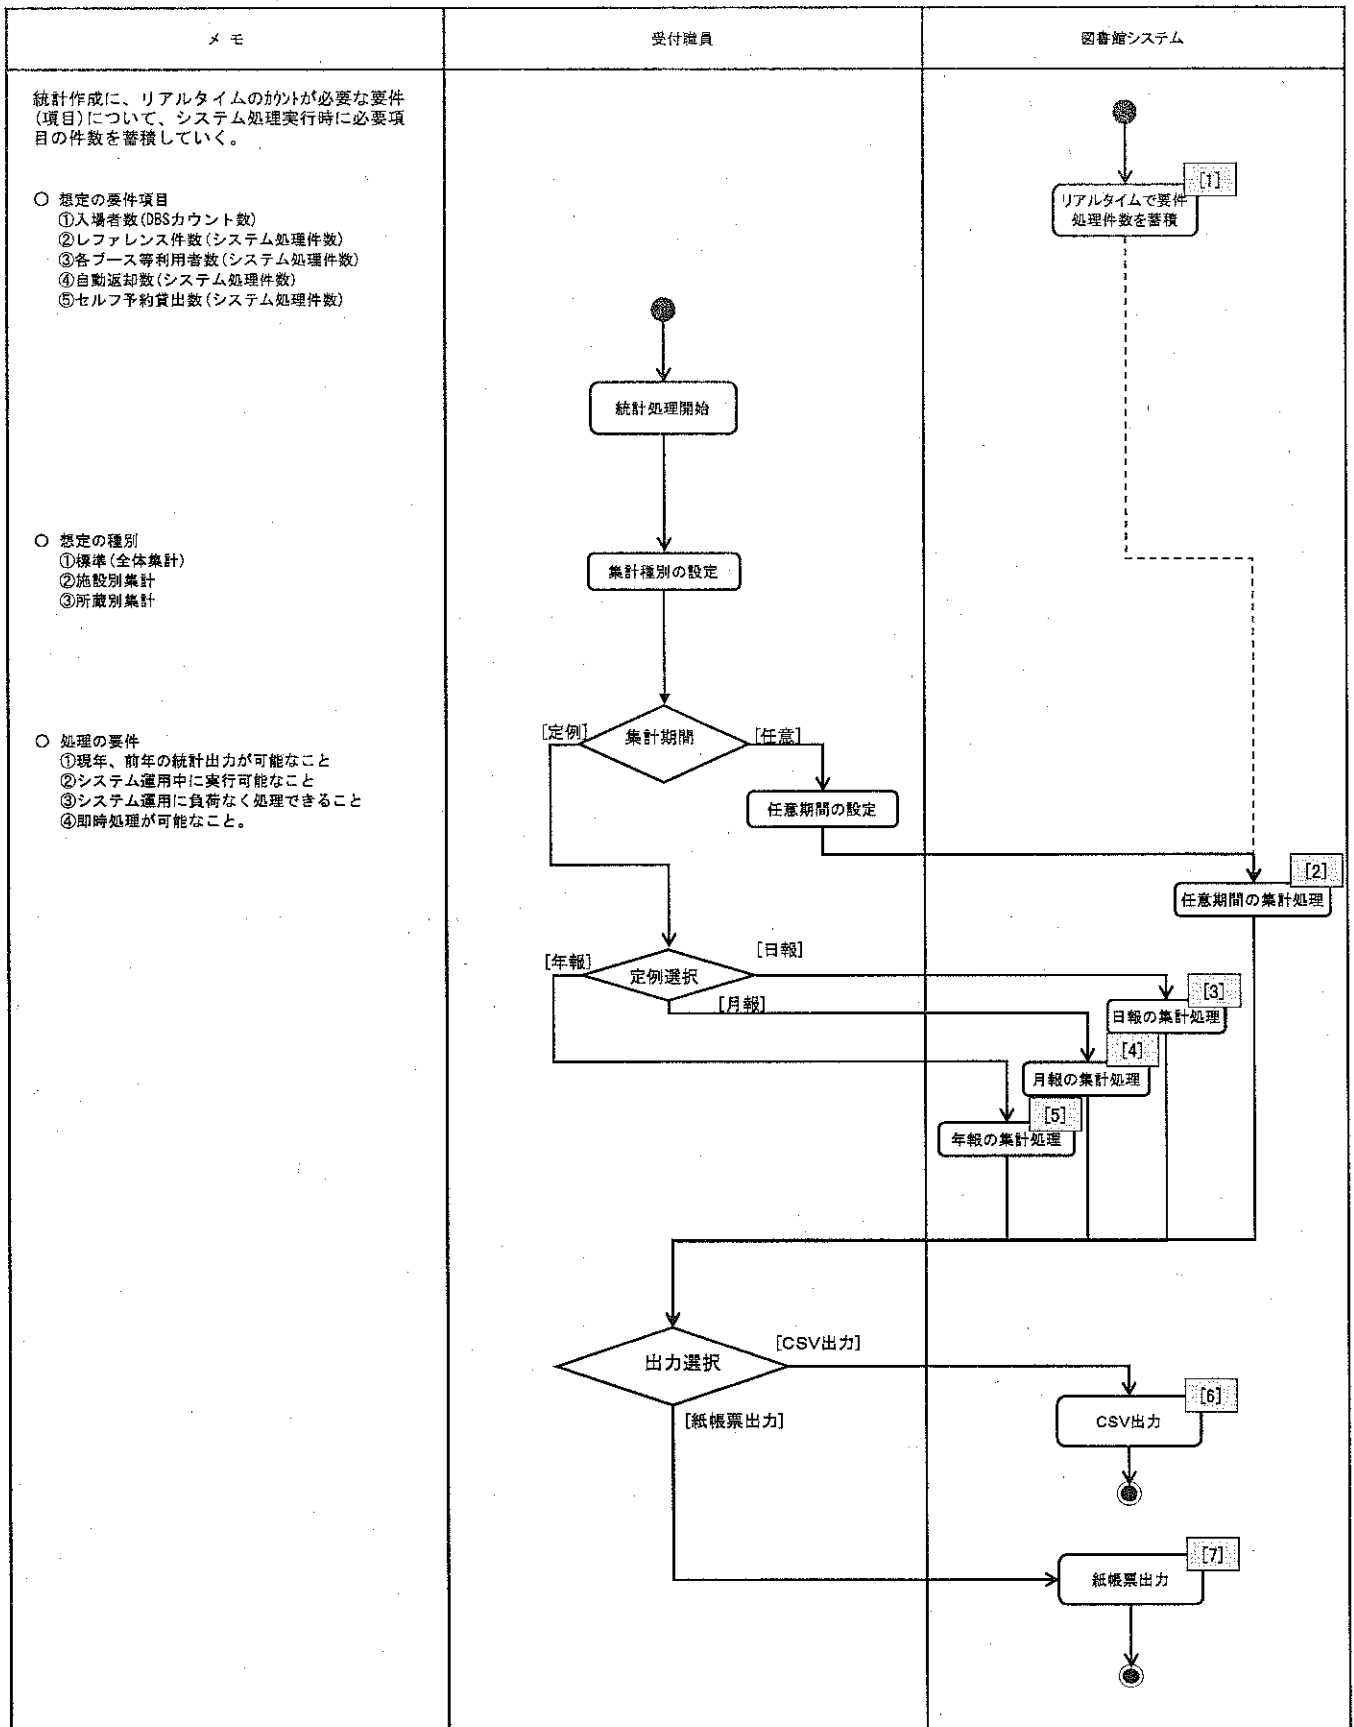 メモ
受付職員
図書館システム
統計作成に、リアルタイムのｶｳﾝﾄが必要な要件
(項目)について、システム処理実行時に必要項
目の件数を蓄積していく。
○ 想定の要件項目
①入場者数(DBSカウント数)
②レファレンス件数(システム処理件数)
③各ブース等利用者数(システム処理件数)
④自動返却数(システム処理件数)
⑤セルフ予約貸出数(システム処理件数)
[1]
リアルタイムで要件
処理件数を蓄積
統計処理開始
○ 想定の種別
①標準(全体集計)
②施設別集計
③所蔵別集計
集計種別の設定
○ 処理の要件
①現年、前年の統計出力が可能なこと
②システム運用中に実行可能なこと
③システム運用に負荷なく処理できること
④即時処理が可能なこと。
[定例]
集計期間
[任意]
任意期間の設定
[2]
任意期間の集計処理
[年報]
定例選択
[日報]
[月報]
[3]
日報の集計処理
[4]
月報の集計処理
[5]
年報の集計処理
出力選択
[CSV出力]
[紙帳票出力]
[6]
CSV出力
[7]
紙帳票出力